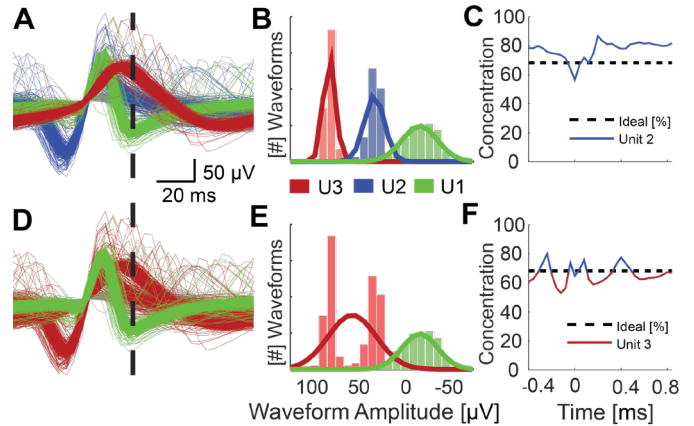 A
50 µV
20 ms
B
[#] Waveforms
U3 U2 U1
C
Concentration
100
80
60
40
20
0
Ideal [%]
Unit 2
D
E
[#] Waveforms
100 50 0 -50
Waveform Amplitude [µV]
F
Concentration
100
80
60
40
20
0
Ideal [%]
Unit 3
-0.4 0 0.4 0.8
Time [ms]